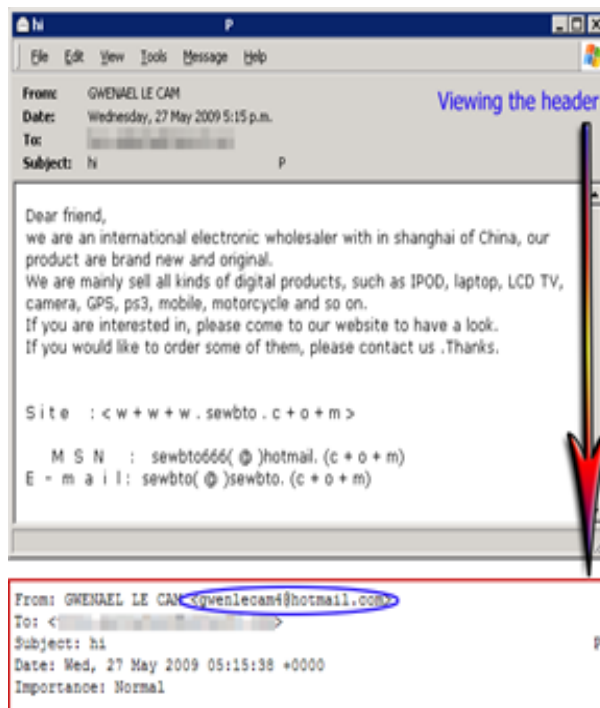 hi P
File Edit View Tools Message Help
From: GWENAEL LE CAM
Date: Wednesday, 27 May 2009 5:15 p.m.
To:
Subject: hi P
Viewing the header
Dear friend,
we are an international electronic wholesaler with in shanghai of China, our
product are brand new and original.
We are mainly sell all kinds of digital products, such as IPOD, laptop, LCD TV,
camera, GPS, ps3, mobile, motorcycle and so on.
If you are interested in, please come to our website to have a look.
If you would like to order some of them, please contact us .Thanks.
S i t e : < w + w + w . sewbto . c + o + m >
M S N : sewbto666( @ )hotmail. (c + o + m)
E - m a i l: sewbto( @ )sewbto. (c + o + m)
From: GWENAEL LE CAM <gwenlecam4@hotmail.com>
To: < >
Subject: hi P
Date: Wed, 27 May 2009 05:15:38 +0000
Importance: Normal